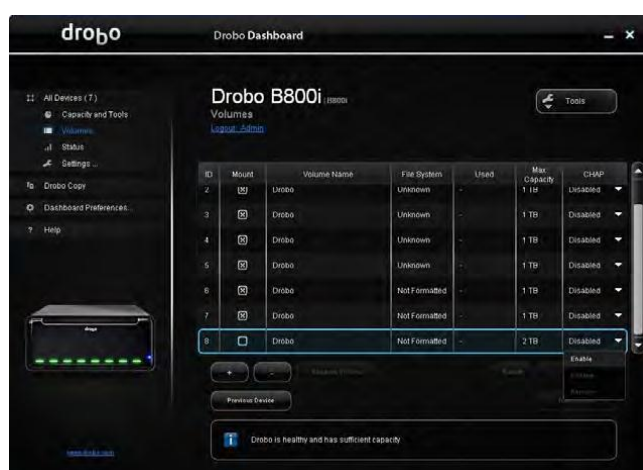 drobo
Drobo Dashboard
All Devices (7)
Capacity and Tools
Volumes
Status
Settings ...
Drobo Copy
Dashboard Preferences...
Help
Drobo B800i B800i
Volumes
Logout: Admin
Tools
ID Mount Volume Name File System Used Max Capacity CHAP
2 Drobo Unknown - 1 TB Disabled
3 Drobo Unknown - 1 TB Disabled
4 Drobo Unknown - 1 TB Disabled
5 Drobo Unknown - 1 TB Disabled
6 Drobo Not Formatted - 1 TB Disabled
7 Drobo Not Formatted - 1 TB Disabled
8 Drobo Not Formatted - 2 TB Disabled
Enable
+ -
Previous Device
Drobo is healthy and has sufficient capacity
www.drobo.com